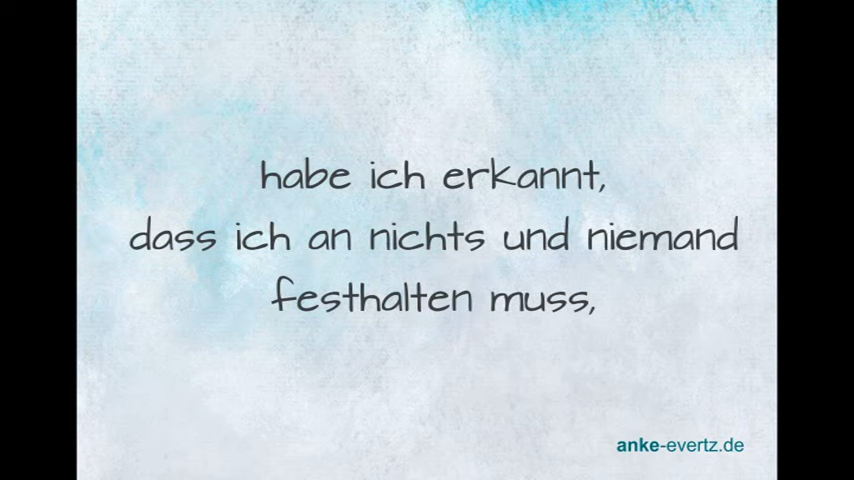 habe ich erkannt,
dass ich an nichts und niemand
festhalten muss,
anke-evertz.de